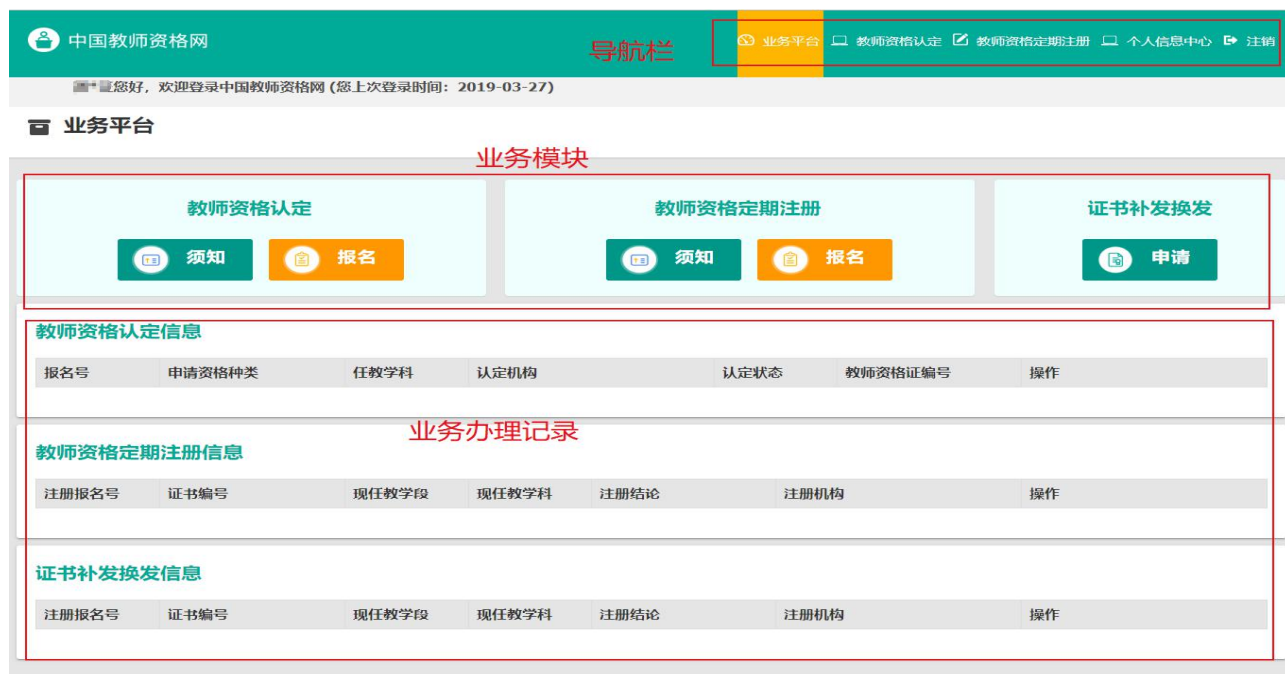 中国教师资格网
导航栏
业务平台 教师资格认定 教师资格定期注册 个人信息中心 注销
您好，欢迎登录中国教师资格网 (您上次登录时间：2019-03-27)
业务平台
业务模块
教师资格认定 教师资格定期注册 证书补发换发
须知 报名 须知 报名 申请
教师资格认定信息
报名号 申请资格种类 任教学科 认定机构 认定状态 教师资格证编号 操作
业务办理记录
教师资格定期注册信息
注册报名号 证书编号 现任教学段 现任教学科 注册结论 注册机构 操作
证书补发换发信息
注册报名号 证书编号 现任教学段 现任教学科 注册结论 注册机构 操作